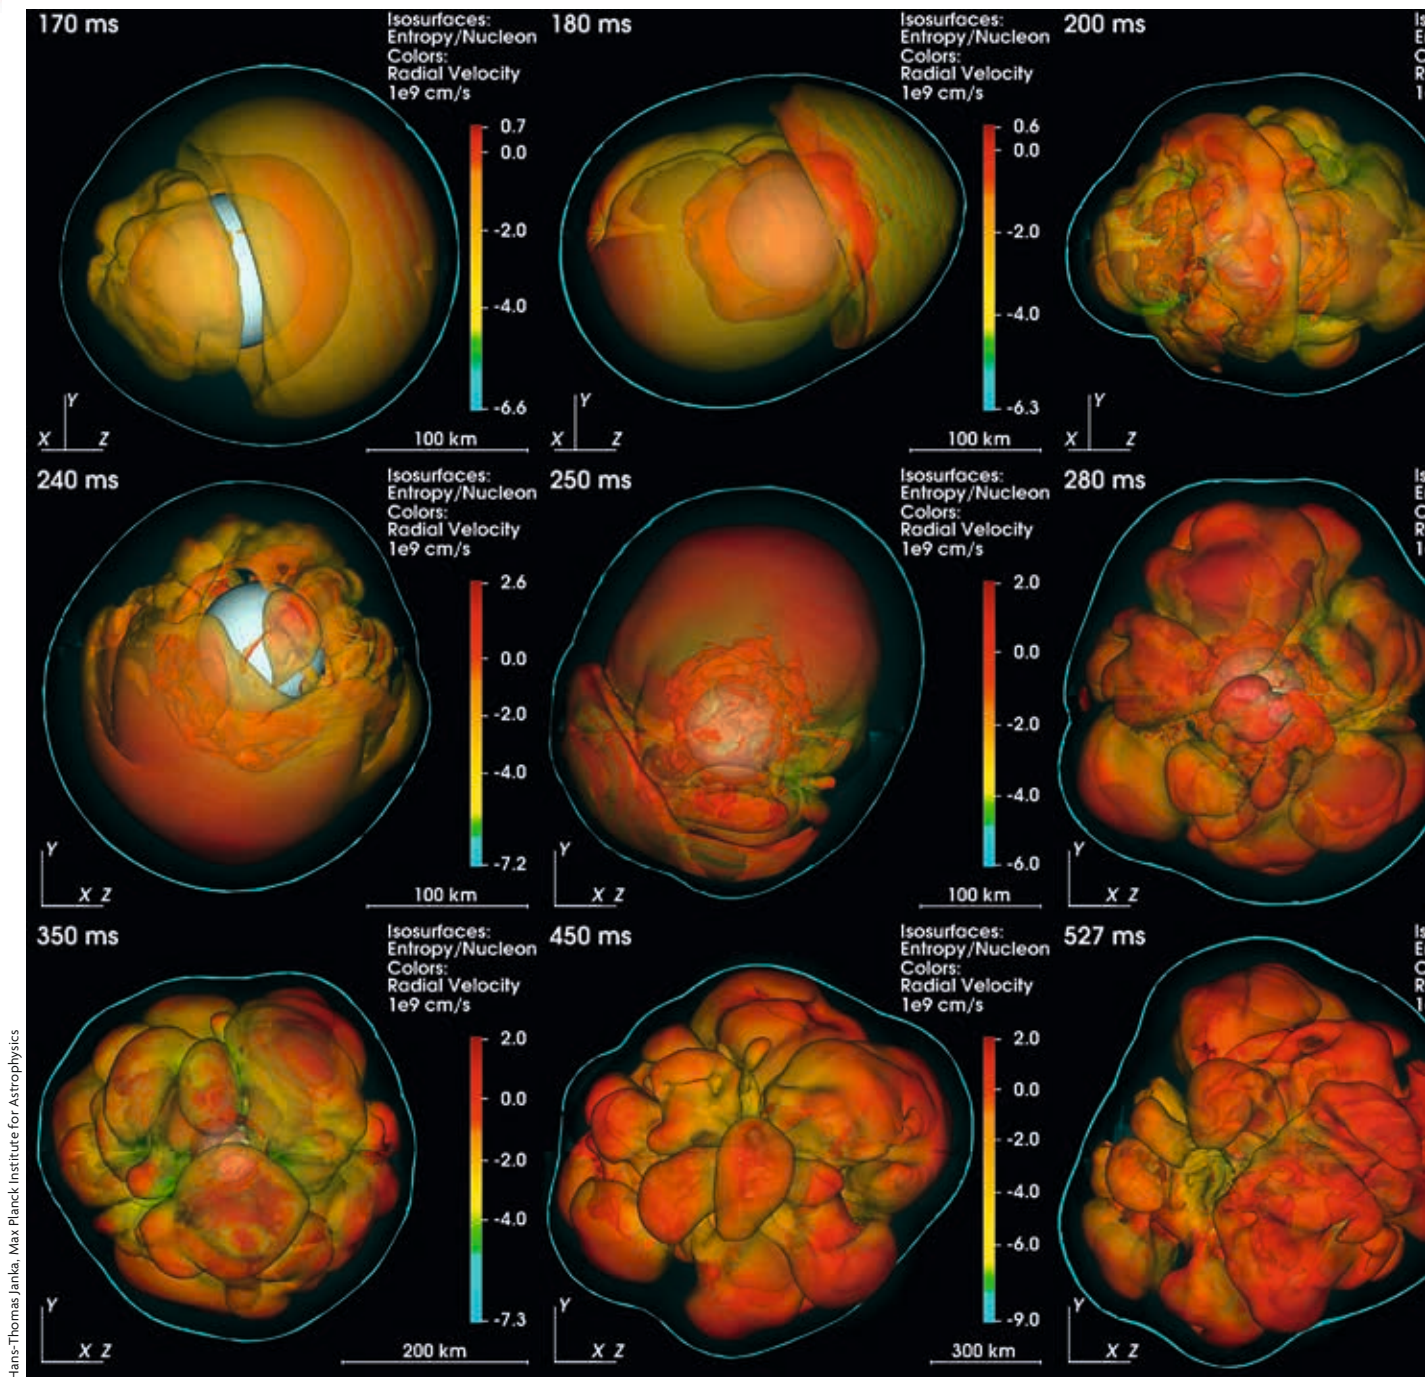 170 ms
Isosurfaces:
Entropy/Nucleon
Colors:
Radial Velocity
1e9 cm/s
0.7
0.0
-2.0
-4.0
-6.6
Y
X Z
100 km
180 ms
Isosurfaces:
Entropy/Nucleon
Colors:
Radial Velocity
1e9 cm/s
0.6
0.0
-2.0
-4.0
-6.3
Y
X Z
100 km
200 ms
Y
X Z
240 ms
Isosurfaces:
Entropy/Nucleon
Colors:
Radial Velocity
1e9 cm/s
2.6
0.0
-2.0
-4.0
-7.2
Y
X Z
100 km
250 ms
Isosurfaces:
Entropy/Nucleon
Colors:
Radial Velocity
1e9 cm/s
2.0
0.0
-2.0
-4.0
-6.0
Y
X Z
100 km
280 ms
Y
X Z
350 ms
Isosurfaces:
Entropy/Nucleon
Colors:
Radial Velocity
1e9 cm/s
2.0
0.0
-2.0
-4.0
-7.3
Y
X Z
200 km
450 ms
Isosurfaces:
Entropy/Nucleon
Colors:
Radial Velocity
1e9 cm/s
2.0
0.0
-2.0
-4.0
-6.0
-9.0
Y
X Z
300 km
527 ms
Y
X Z
Hans-Thomas Janka, Max Planck Institute for Astrophysics